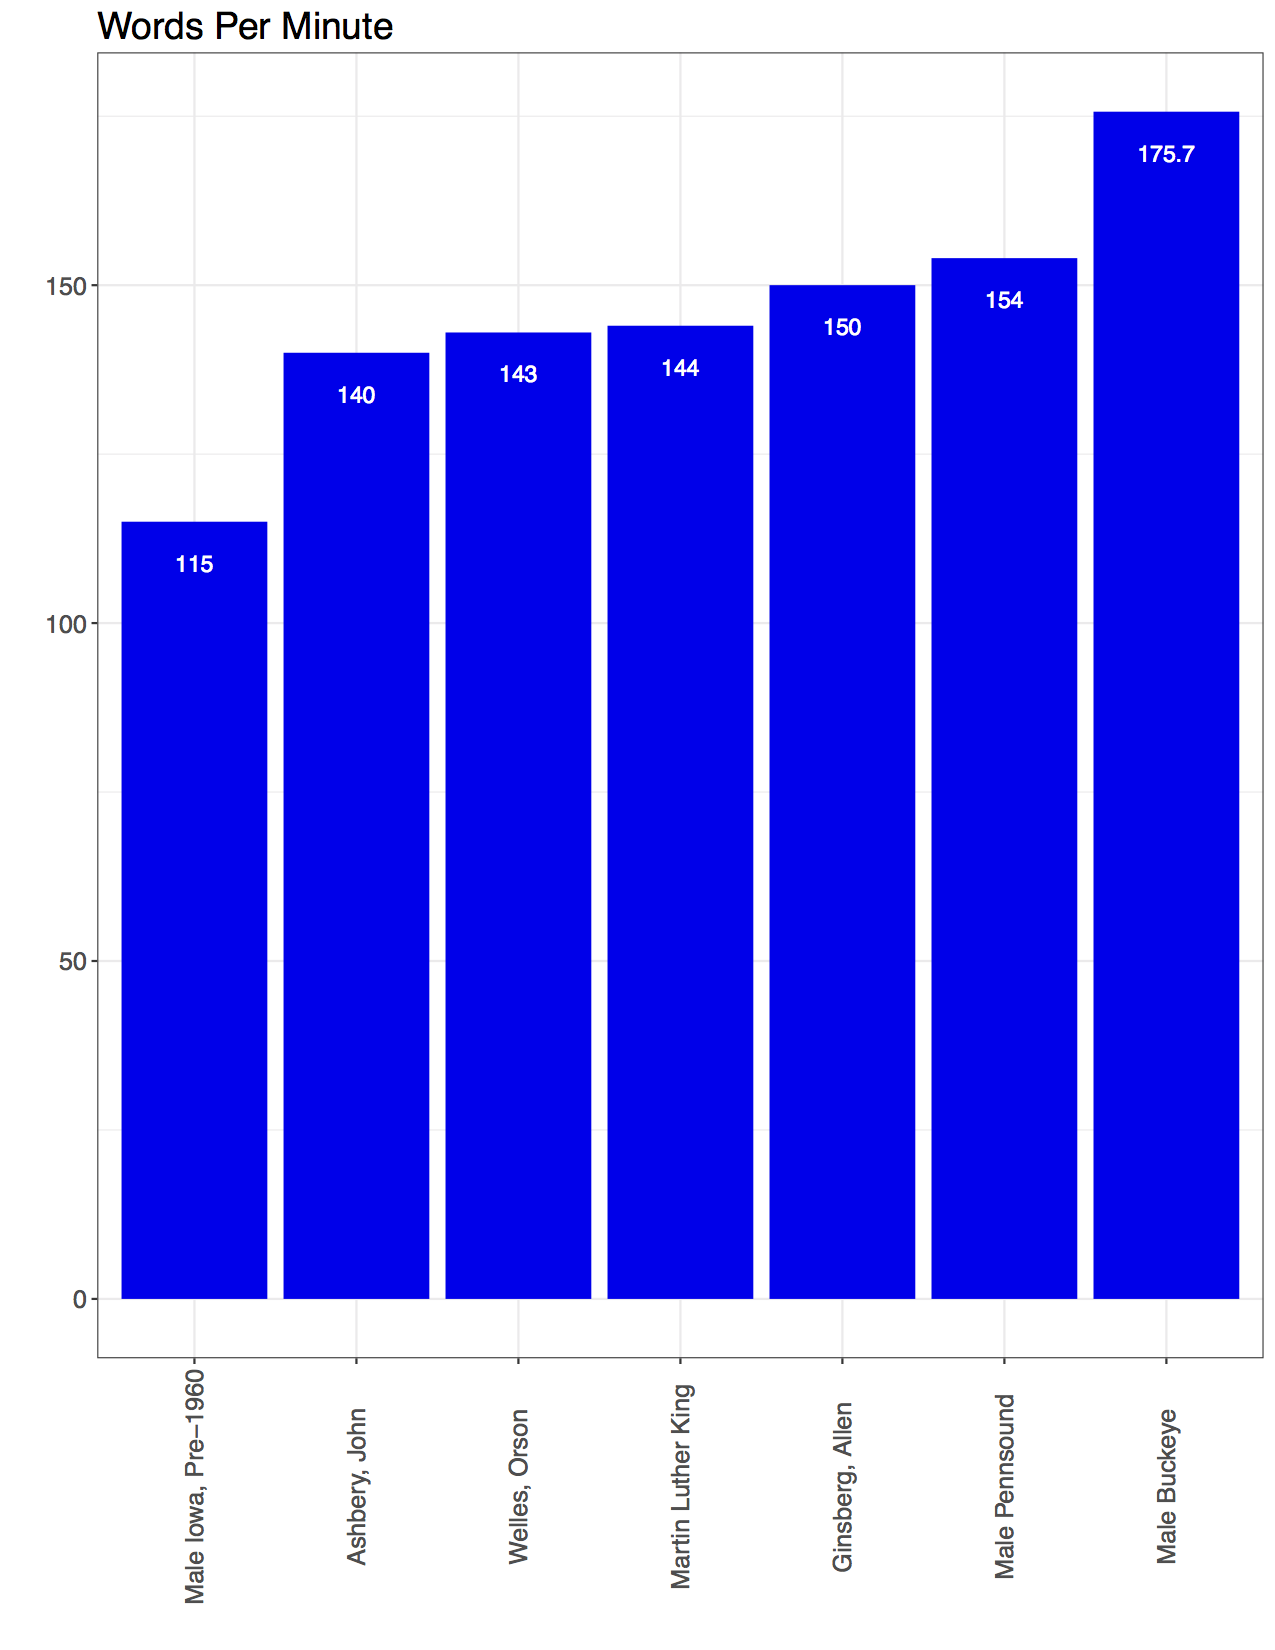 Words Per Minute
175.7
150
154
150
144
143
140
115
100
50
0
Male Iowa, Pre−1960
Ashbery, John
Welles, Orson
Martin Luther King
Ginsberg, Allen
Male Pennsound
Male Buckeye